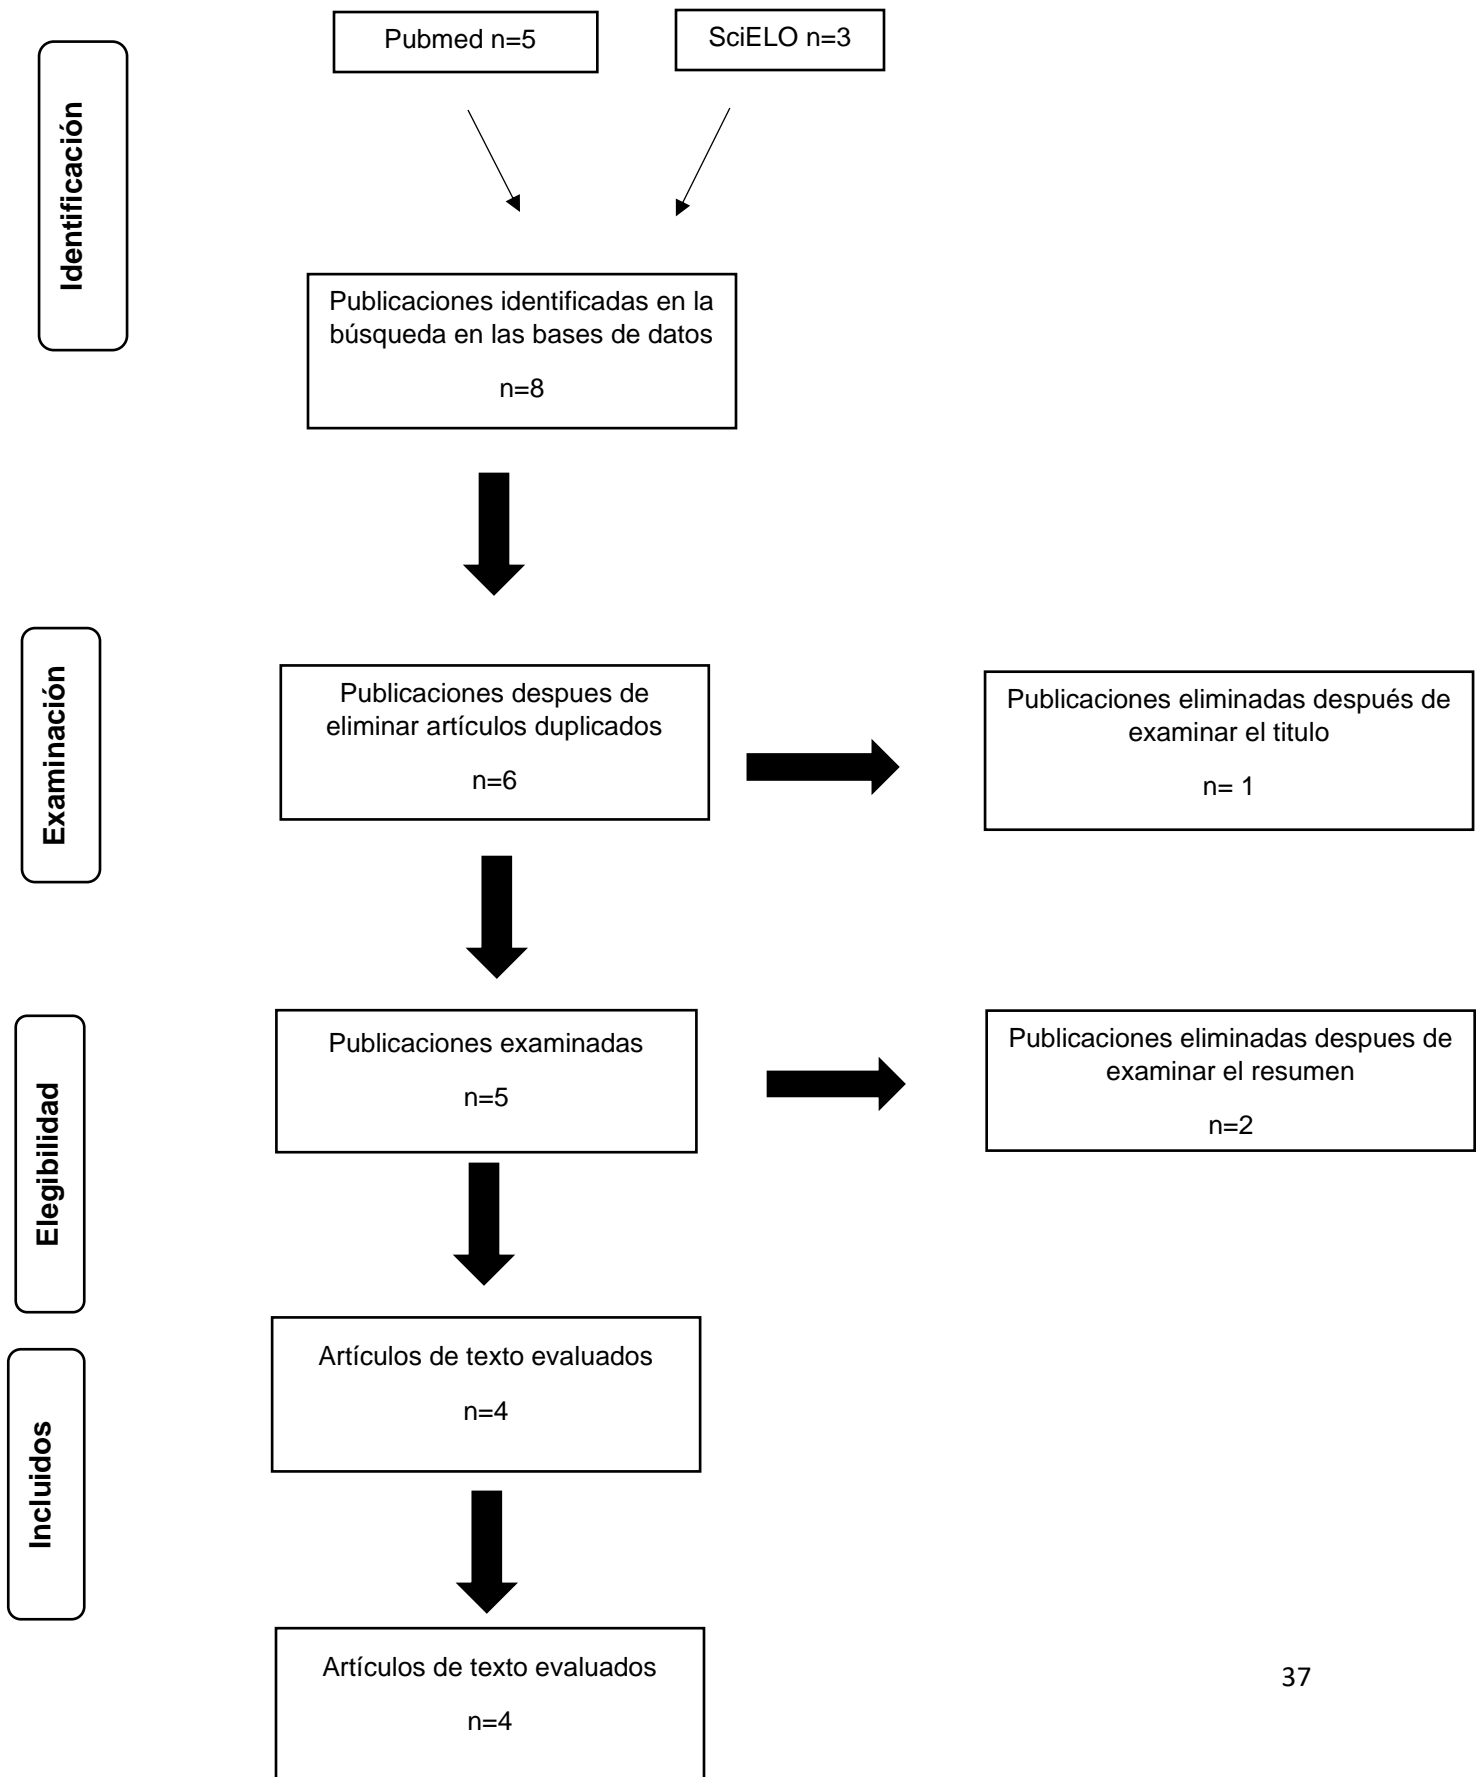 Pubmed n=5
SciELO n=3
Identificación
Publicaciones identificadas en la
búsqueda en las bases de datos
n=8
Examinación
Publicaciones despues de
eliminar artículos duplicados
n=6
Publicaciones eliminadas después de
examinar el titulo
n= 1
Elegibilidad
Publicaciones examinadas
n=5
Publicaciones eliminadas despues de
examinar el resumen
n=2
Incluidos
Artículos de texto evaluados
n=4
Artículos de texto evaluados
n=4
37